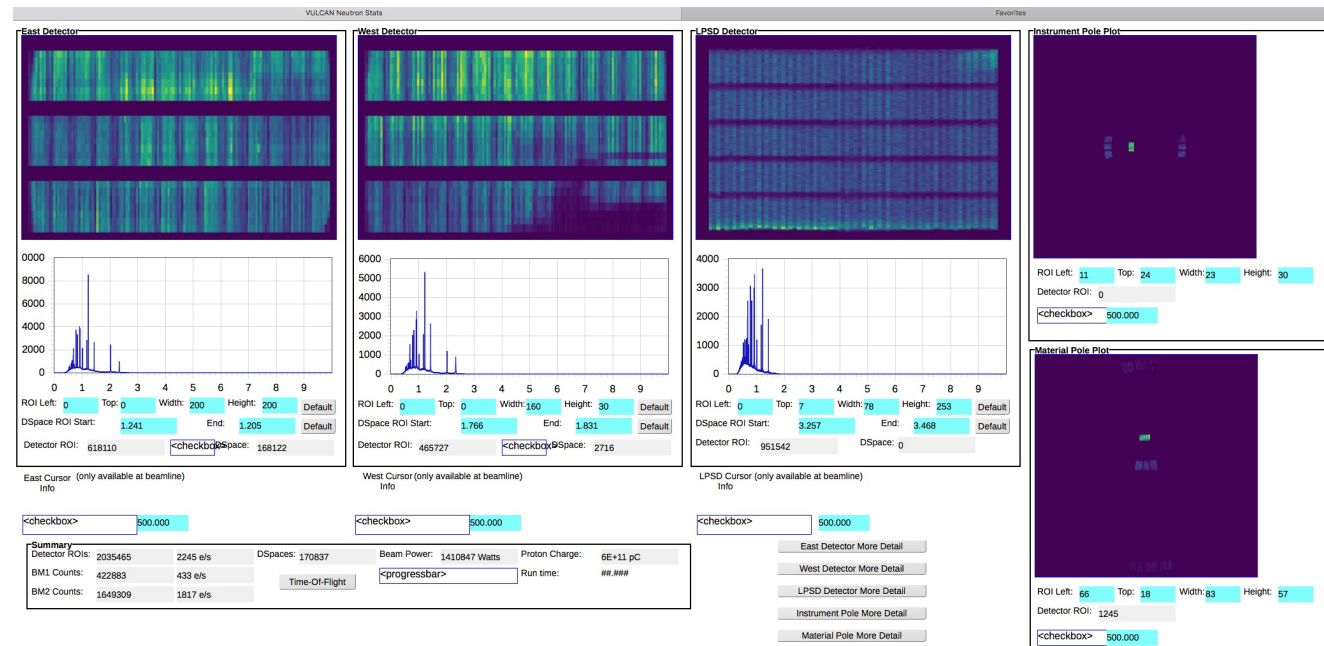 VULCAN Neutron Stats
Favorites
East Detector
West Detector
LPSD Detector
Instrument Pole Plot
0000
8000
6000
4000
2000
0
0 1 2 3 4 5 6 7 8 9
ROI Left: 0 Top: 0 Width: 200 Height: 200 Default
DSpace ROI Start: 1.241 End: 1.205 Default
Detector ROI: 618110 <checkbox> DSpace: 168122
East Cursor (only available at beamline)
Info
<checkbox> 500.000
6000
5000
4000
3000
2000
1000
0
0 1 2 3 4 5 6 7 8 9
ROI Left: 0 Top: 0 Width: 160 Height: 30 Default
DSpace ROI Start: 1.766 End: 1.831 Default
Detector ROI: 465727 <checkbox> DSpace: 2716
West Cursor (only available at beamline)
Info
<checkbox> 500.000
4000
3000
2000
1000
0
0 1 2 3 4 5 6 7 8 9
ROI Left: 0 Top: 7 Width: 78 Height: 253 Default
DSpace ROI Start: 3.257 End: 3.468 Default
Detector ROI: 951542 DSpace: 0
LPSD Cursor (only available at beamline)
Info
<checkbox> 500.000
ROI Left: 11 Top: 24 Width: 23 Height: 30
Detector ROI: 0
<checkbox> 500.000
Material Pole Plot
ROI Left: 66 Top: 18 Width: 83 Height: 57
Detector ROI: 1245
<checkbox> 500.000
Summary
Detector ROIs: 2035465 2245 e/s DSpaces: 170837 Beam Power: 1410847 Watts Proton Charge: 6E+11 pC
BM1 Counts: 422883 433 e/s Time-Of-Flight <progressbar> Run time: ##.###
BM2 Counts: 1649309 1817 e/s
East Detector More Detail
West Detector More Detail
LPSD Detector More Detail
Instrument Pole More Detail
Material Pole More Detail